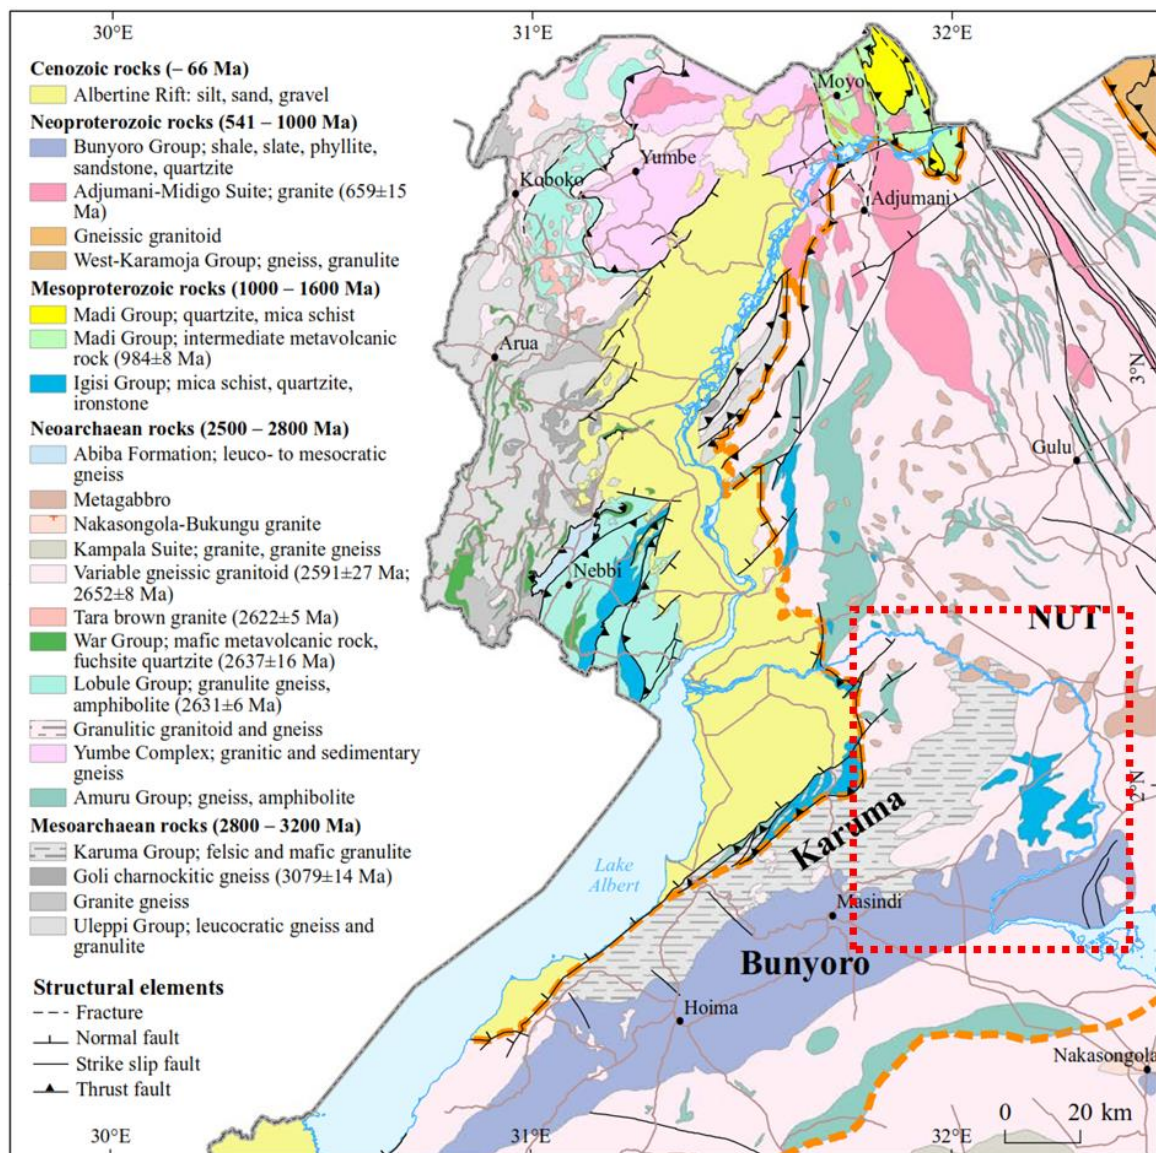 30°E
31°E
32°E
Cenozoic rocks (– 66 Ma)
Albertine Rift: silt, sand, gravel
Neoproterozoic rocks (541 – 1000 Ma)
Bunyoro Group; shale, slate, phyllite,
sandstone, quartzite
Adjumani-Midigo Suite; granite (659±15
Ma)
Gneissic granitoid
West-Karamoja Group; gneiss, granulite
Mesoproterozoic rocks (1000 – 1600 Ma)
Madi Group; quartzite, mica schist
Madi Group; intermediate metavolcanic
rock (984±8 Ma)
Igisi Group; mica schist, quartzite,
ironstone
Neoarchaean rocks (2500 – 2800 Ma)
Abiba Formation; leuco- to mesocratic
gneiss
Metagabbro
Nakasongola-Bukungu granite
Kampala Suite; granite, granite gneiss
Variable gneissic granitoid (2591±27 Ma;
2652±8 Ma)
Tara brown granite (2622±5 Ma)
War Group; mafic metavolcanic rock,
fuchsite quartzite (2637±16 Ma)
Lobule Group; granulite gneiss,
amphibolite (2631±6 Ma)
Granulitic granitoid and gneiss
Yumbe Complex; granitic and sedimentary
gneiss
Amuru Group; gneiss, amphibolite
Mesoarchaean rocks (2800 – 3200 Ma)
Karuma Group; felsic and mafic granulite
Goli charnockitic gneiss (3079±14 Ma)
Granite gneiss
Uleppi Group; leucocratic gneiss and
granulite
Structural elements
Fracture
Normal fault
Strike slip fault
Thrust fault
Moyo
Yumbe
Koboko
Adjumani
Arua
3°N
Gulu
Nebbi
NUT
2°N
Karuma
Lake
Albert
Masindi
Bunyoro
Hoima
Nakasongola
0 20 km
30°E
31°E
32°E